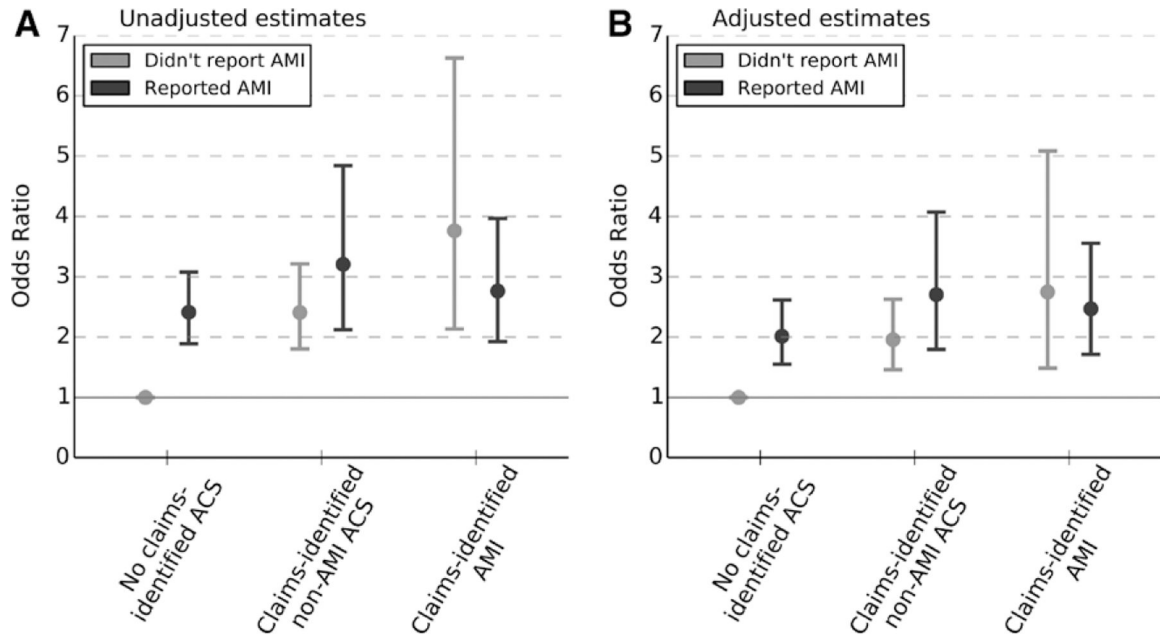 A
Unadjusted estimates
Odds Ratio
7
6
5
4
3
2
1
0
Didn't report AMI
Reported AMI
No claims-
identified ACS
Claims-identified
non-AMI ACS
Claims-identified
AMI
B
Adjusted estimates
Odds Ratio
7
6
5
4
3
2
1
0
Didn't report AMI
Reported AMI
No claims-
identified ACS
Claims-identified
non-AMI ACS
Claims-identified
AMI